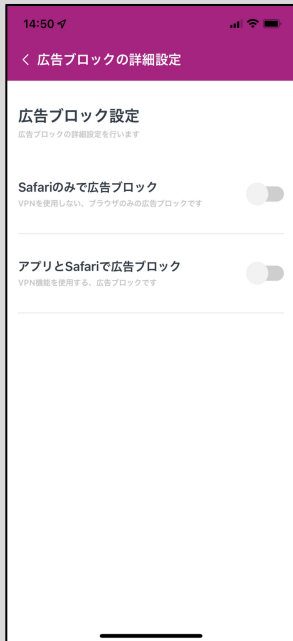 14:50
広告ブロックの詳細設定
広告ブロック設定
広告ブロックの詳細設定を行います
Safariのみで広告ブロック
VPNを使用しない、ブラウザのみの広告ブロックです
アプリとSafariで広告ブロック
VPN機能を使用する、広告ブロックです